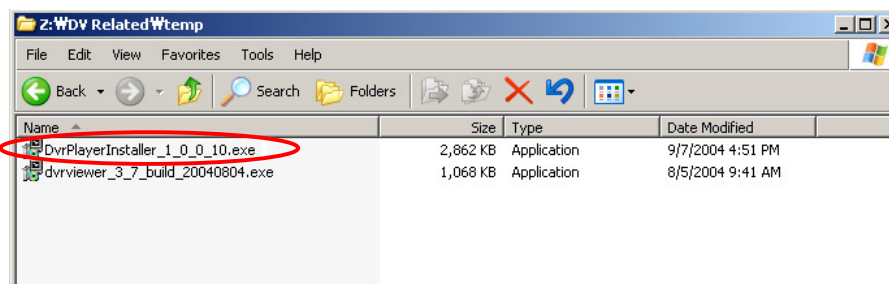 Z:₩DV Related₩temp
File Edit View Favorites Tools Help
Back Search Folders
Name Size Type Date Modified
DvrPlayerInstaller_1_0_0_10.exe 2,862 KB Application 9/7/2004 4:51 PM
dvrviewer_3_7_build_20040804.exe 1,068 KB Application 8/5/2004 9:41 AM